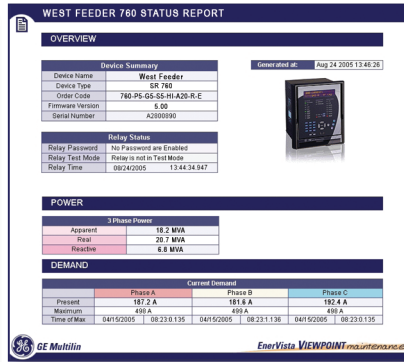 WEST FEEDER 760 STATUS REPORT
OVERVIEW
Device Summary
Generated at: Aug 24 2005 13:46:26
Device Name West Feeder
Device Type SR 760
Order Code 760-P5-G5-S5-HI-A20-R-E
Firmware Version 5.00
Serial Number A2800890
Relay Status
Relay Password No Password are Enabled
Relay Test Mode Relay is not in Test Mode
Relay Time 08/24/2005 13:44:34.947
POWER
3 Phase Power
Apparent 18.2 MVA
Real 20.7 MVA
Reactive 6.8 MVA
DEMAND
Current Demand
Phase A Phase B Phase C
Present 187.2 A 181.6 A 192.4 A
Maximum 498 A 499 A 498 A
Time of Max 04/15/2005 08:23:0.135 04/15/2005 08:23:1.136 04/15/2005 08:23:0.135
GE Multilin
EnerVista VIEWPOINT maintenance